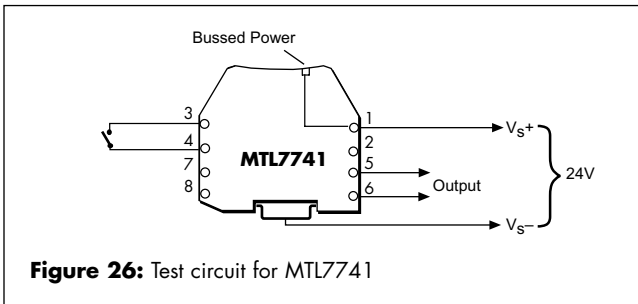 Bussed Power
3
4
7
8
MTL7741
1
2
5
6
Output
Vs+
24V
Vs–
Figure 26: Test circuit for MTL7741